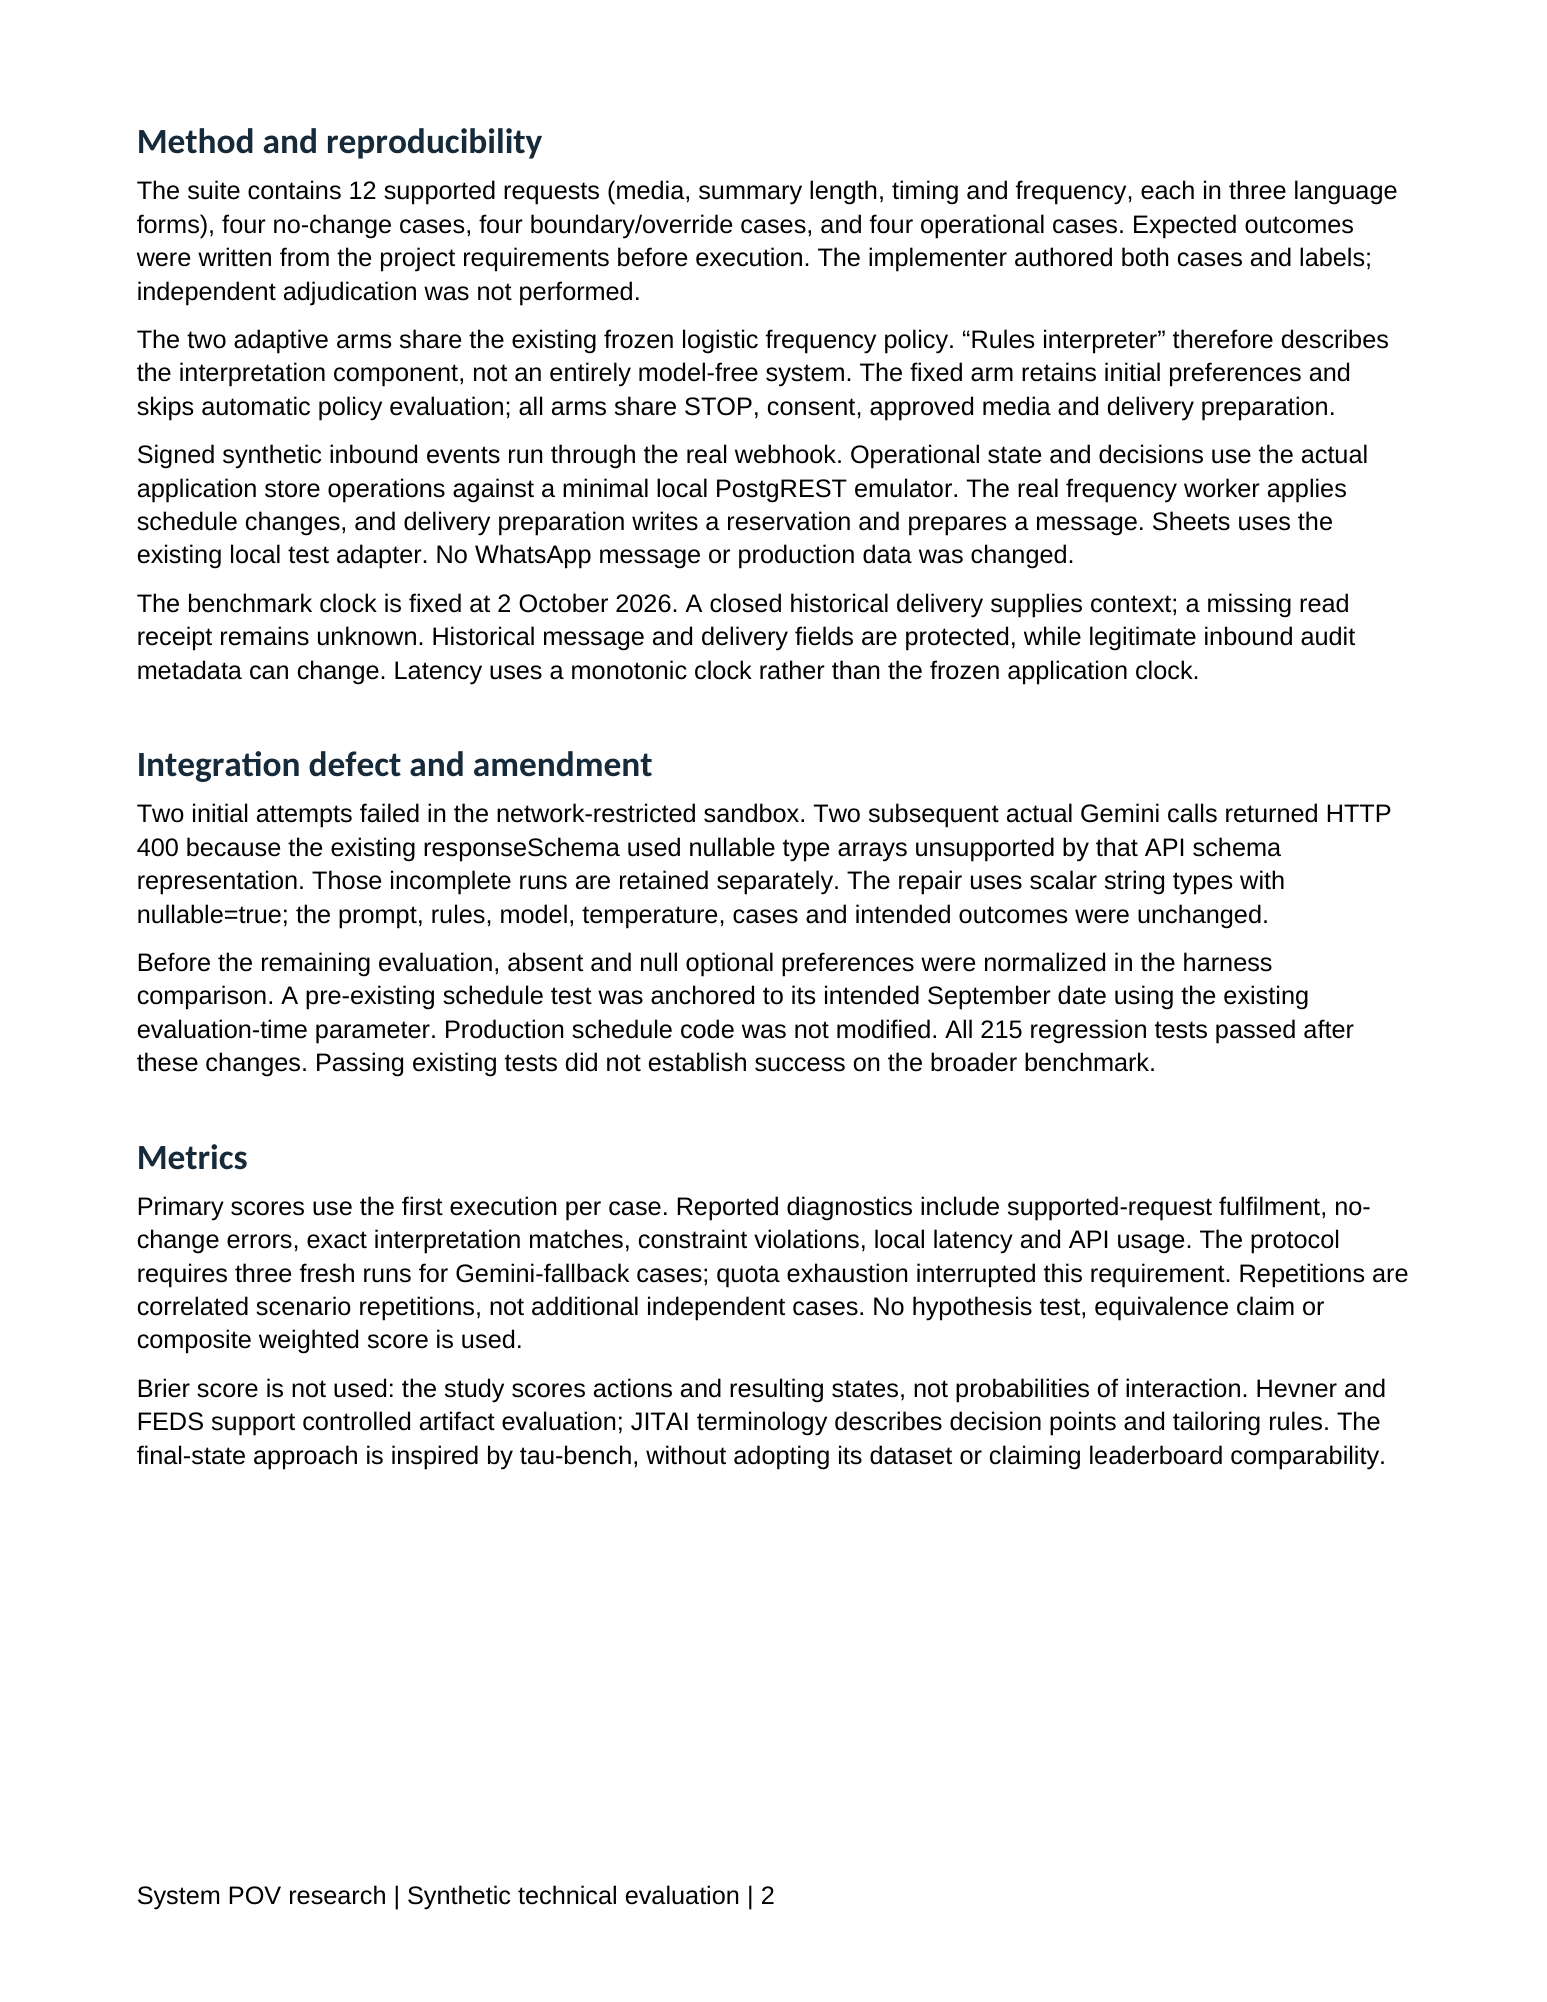 Method and reproducibility
The suite contains 12 supported requests (media, summary length, timing and frequency, each in three language
forms), four no-change cases, four boundary/override cases, and four operational cases. Expected outcomes
were written from the project requirements before execution. The implementer authored both cases and labels;
independent adjudication was not performed.
The two adaptive arms share the existing frozen logistic frequency policy. “Rules interpreter” therefore describes
the interpretation component, not an entirely model-free system. The fixed arm retains initial preferences and
skips automatic policy evaluation; all arms share STOP, consent, approved media and delivery preparation.
Signed synthetic inbound events run through the real webhook. Operational state and decisions use the actual
application store operations against a minimal local PostgREST emulator. The real frequency worker applies
schedule changes, and delivery preparation writes a reservation and prepares a message. Sheets uses the
existing local test adapter. No WhatsApp message or production data was changed.
The benchmark clock is fixed at 2 October 2026. A closed historical delivery supplies context; a missing read
receipt remains unknown. Historical message and delivery fields are protected, while legitimate inbound audit
metadata can change. Latency uses a monotonic clock rather than the frozen application clock.
Integration defect and amendment
Two initial attempts failed in the network-restricted sandbox. Two subsequent actual Gemini calls returned HTTP
400 because the existing responseSchema used nullable type arrays unsupported by that API schema
representation. Those incomplete runs are retained separately. The repair uses scalar string types with
nullable=true; the prompt, rules, model, temperature, cases and intended outcomes were unchanged.
Before the remaining evaluation, absent and null optional preferences were normalized in the harness
comparison. A pre-existing schedule test was anchored to its intended September date using the existing
evaluation-time parameter. Production schedule code was not modified. All 215 regression tests passed after
these changes. Passing existing tests did not establish success on the broader benchmark.
Metrics
Primary scores use the first execution per case. Reported diagnostics include supported-request fulfilment, no-
change errors, exact interpretation matches, constraint violations, local latency and API usage. The protocol
requires three fresh runs for Gemini-fallback cases; quota exhaustion interrupted this requirement. Repetitions are
correlated scenario repetitions, not additional independent cases. No hypothesis test, equivalence claim or
composite weighted score is used.
Brier score is not used: the study scores actions and resulting states, not probabilities of interaction. Hevner and
FEDS support controlled artifact evaluation; JITAI terminology describes decision points and tailoring rules. The
final-state approach is inspired by tau-bench, without adopting its dataset or claiming leaderboard comparability.
System POV research | Synthetic technical evaluation | 2